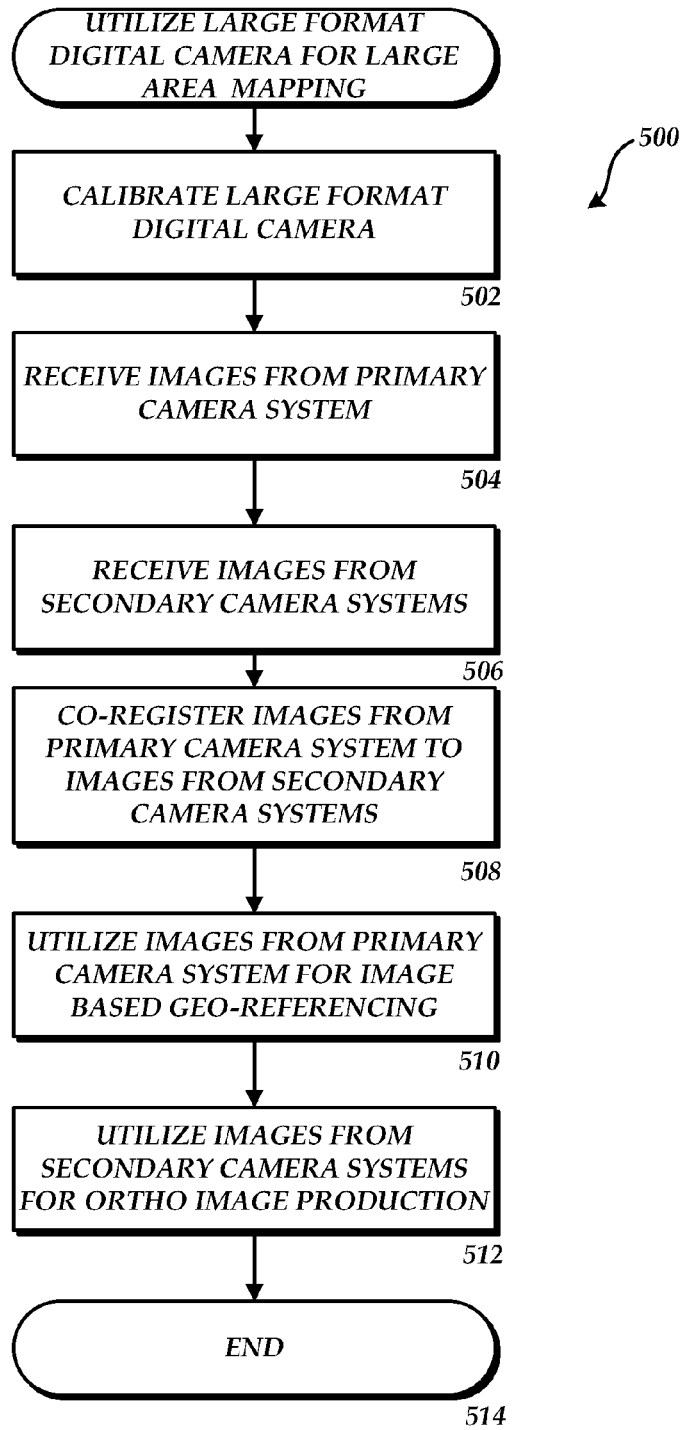 UTILIZE LARGE FORMAT
DIGITAL CAMERA FOR LARGE
AREA MAPPING
500
CALIBRATE LARGE FORMAT
DIGITAL CAMERA
502
RECEIVE IMAGES FROM PRIMARY
CAMERA SYSTEM
504
RECEIVE IMAGES FROM
SECONDARY CAMERA SYSTEMS
506
CO-REGISTER IMAGES FROM
PRIMARY CAMERA SYSTEM TO
IMAGES FROM SECONDARY
CAMERA SYSTEMS
508
UTILIZE IMAGES FROM PRIMARY
CAMERA SYSTEM FOR IMAGE
BASED GEO-REFERENCING
510
UTILIZE IMAGES FROM
SECONDARY CAMERA SYSTEMS
FOR ORTHO IMAGE PRODUCTION
512
END
514